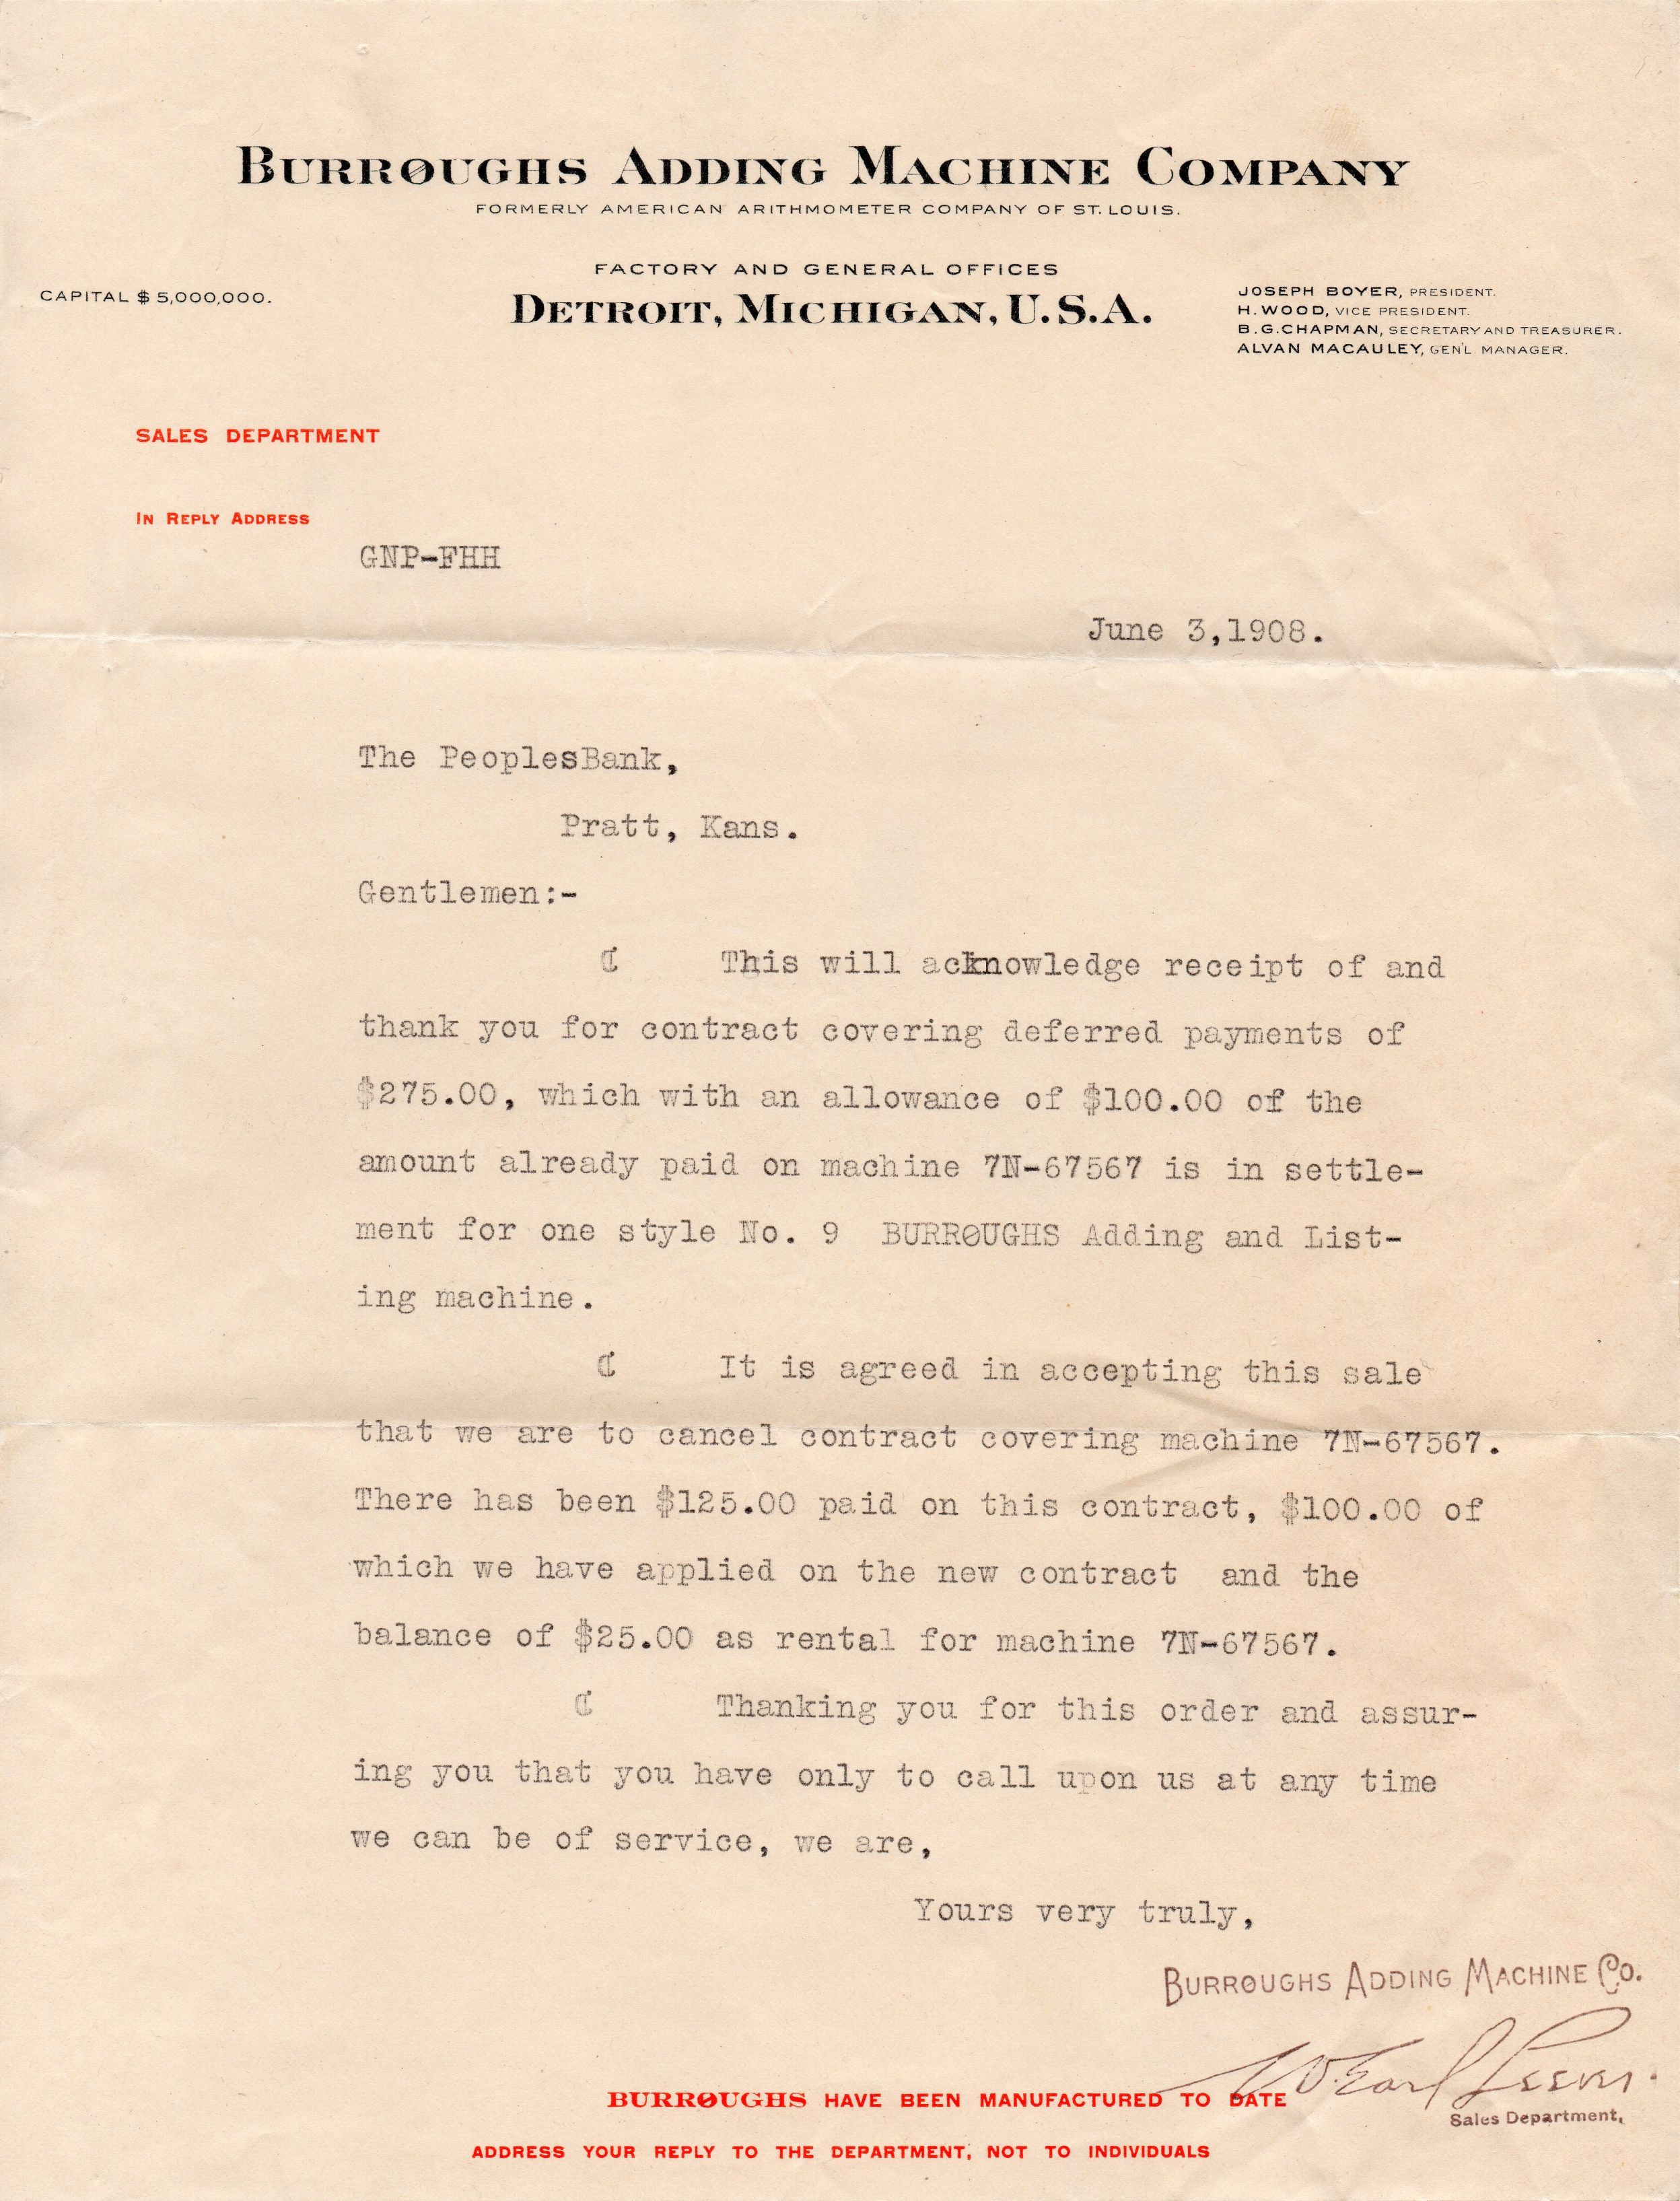 BURRØUGHS ADDING MACHINE COMPANY
FORMERLY AMERICAN ARITHMOMETER COMPANY OF ST. LOUIS.
FACTORY AND GENERAL OFFICES
CAPITAL $5,000,000.
DETROIT, MICHIGAN, U.S.A.
JOSEPH BOYER, PRESIDENT.
H. WOOD, VICE PRESIDENT.
B.G. CHAPMAN, SECRETARY AND TREASURER.
ALVAN MACAULEY, GEN'L MANAGER.
SALES DEPARTMENT
IN REPLY ADDRESS
GNP-FHH
June 3,1908.
The PeoplesBank,
Pratt, Kans.
Gentlemen:-
₵ This will acknowledge receipt of and
thank you for contract covering deferred payments of
$275.00, which with an allowance of $100.00 of the
amount already paid on machine 7N-67567 is in settle-
ment for one style No. 9 BURRØUGHS Adding and List-
ing machine.
₵ It is agreed in accepting this sale
that we are to cancel contract covering machine 7N-67567.
There has been $125.00 paid on this contract, $100.00 of
which we have applied on the new contract and the
balance of $25.00 as rental for machine 7N-67567.
₵ Thanking you for this order and assur-
ing you that you have only to call upon us at any time
we can be of service, we are,
Yours very truly,
BURRØUGHS ADDING MACHINE CO.
W. Earl
Sales Department,
BURRØUGHS HAVE BEEN MANUFACTURED TO DATE
ADDRESS YOUR REPLY TO THE DEPARTMENT, NOT TO INDIVIDUALS